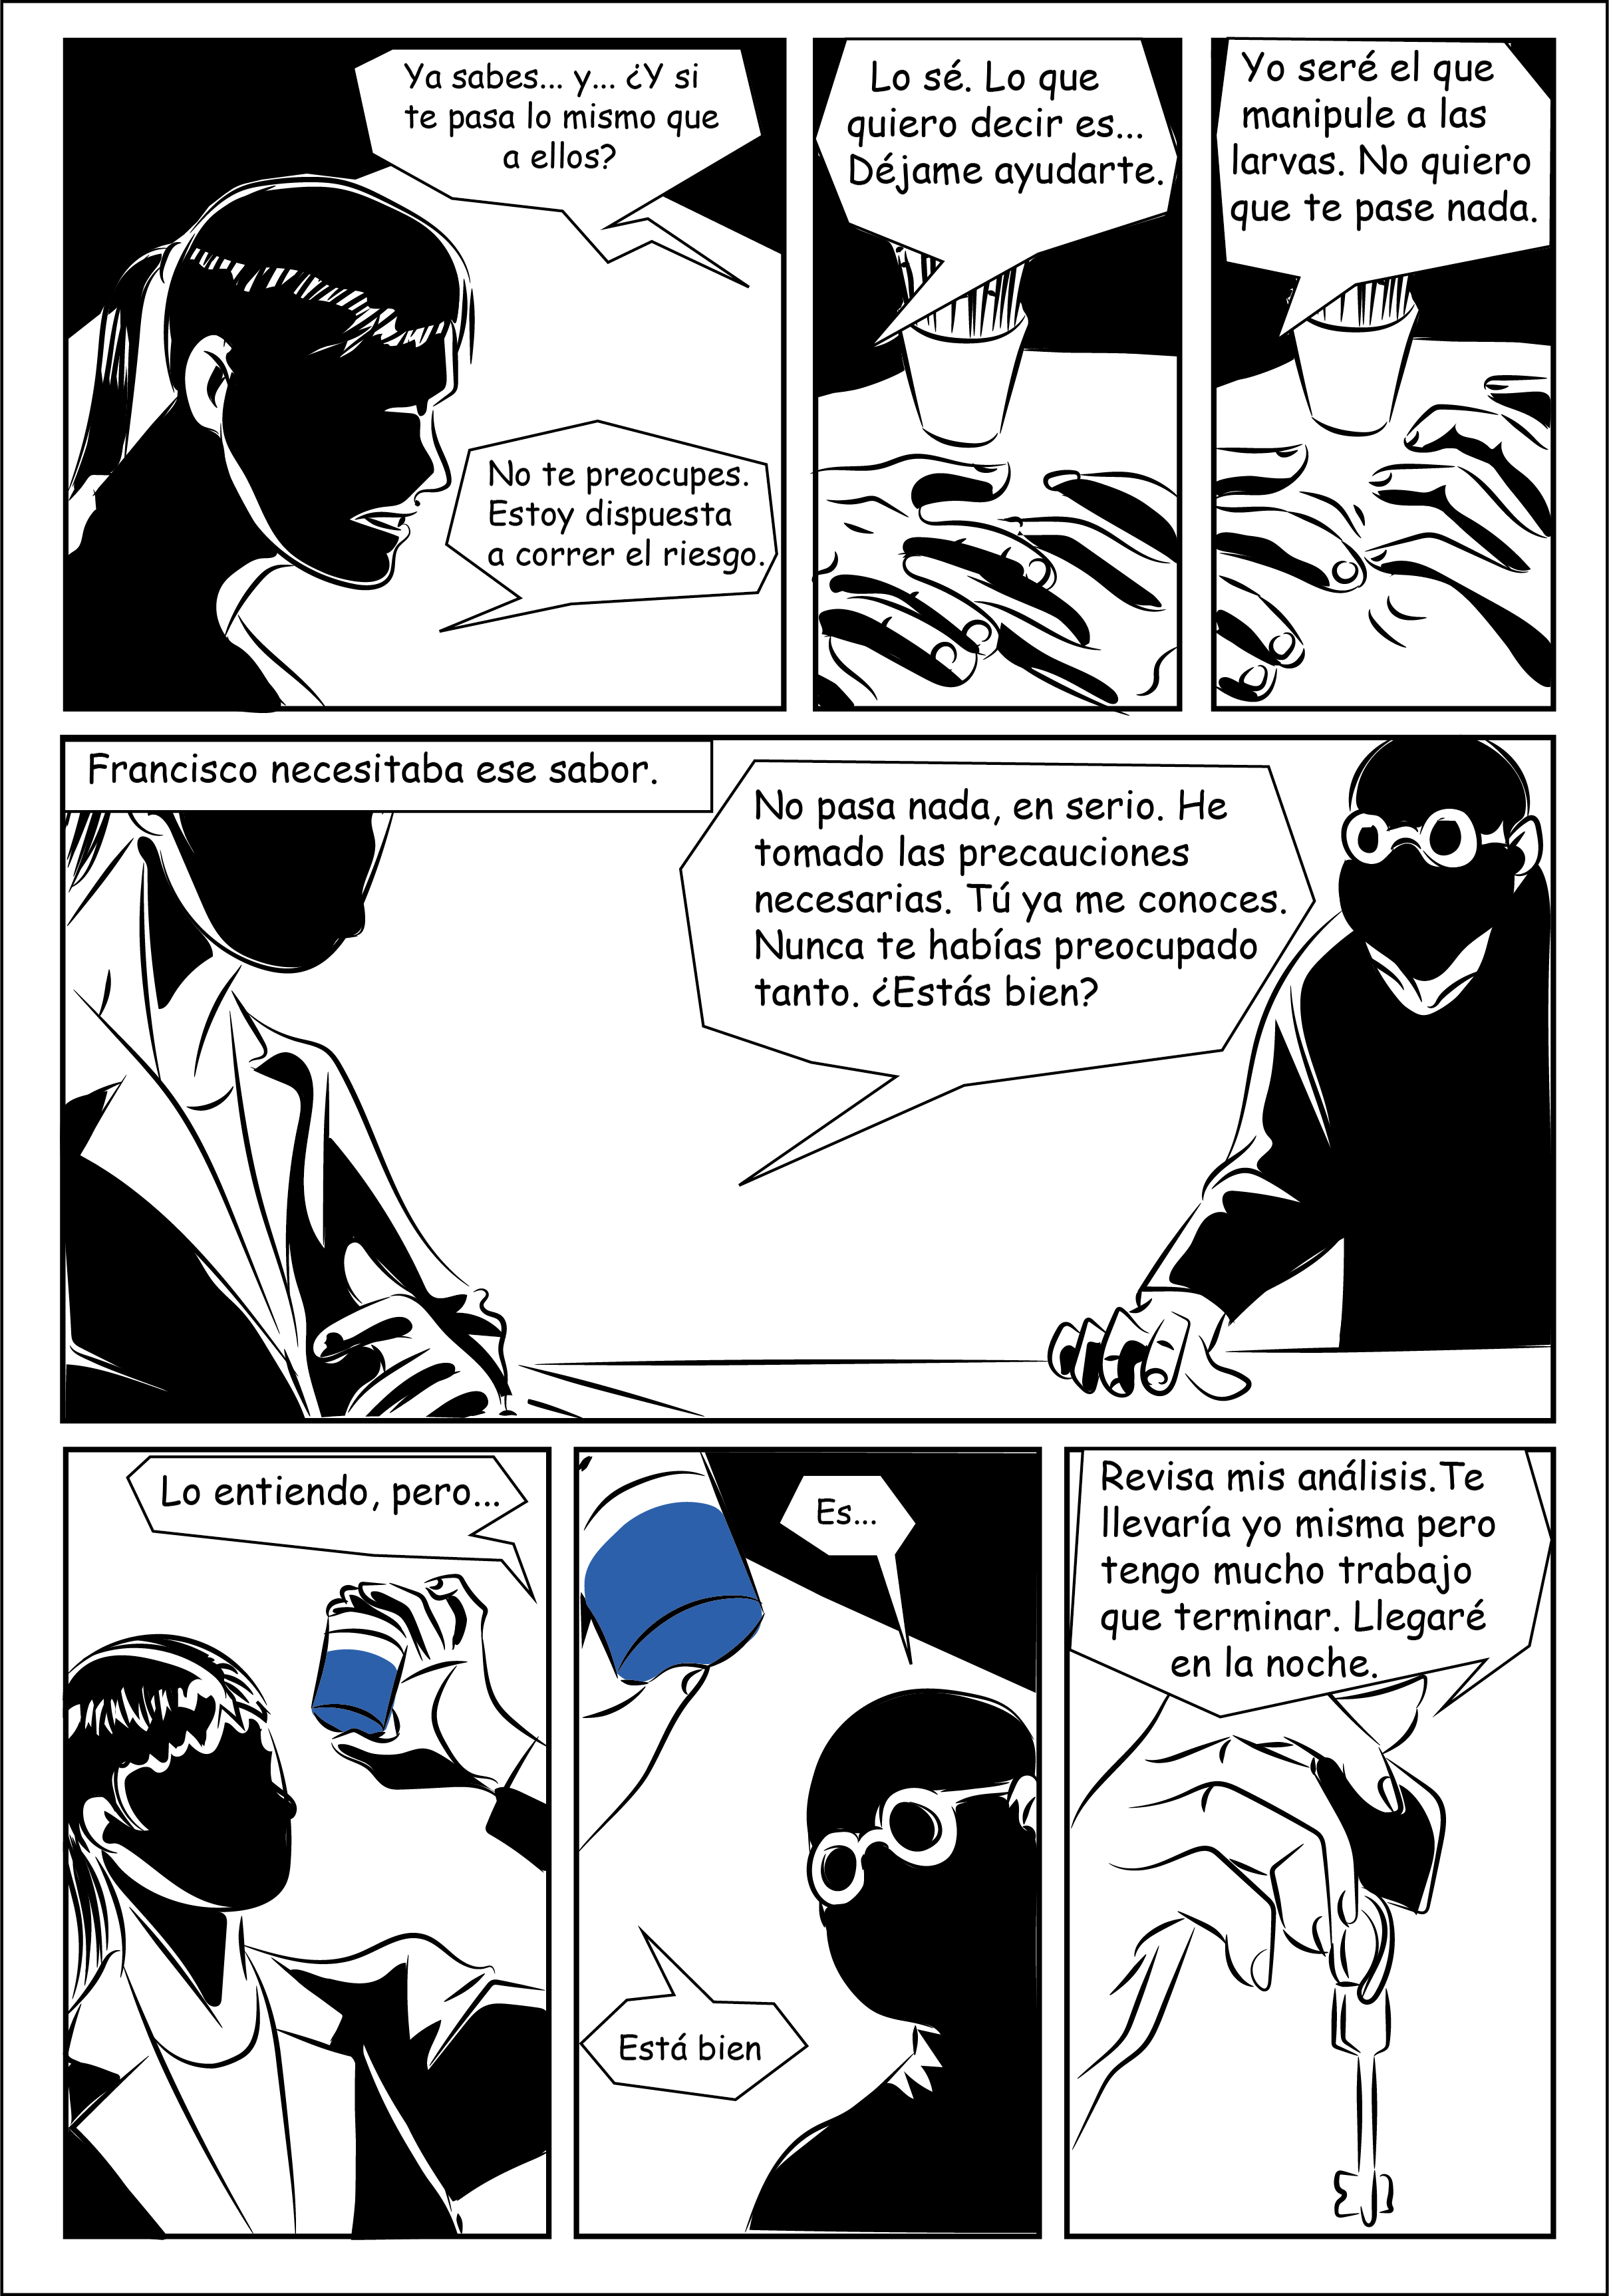 Ya sabes... y... ¿Y si
te pasa lo mismo que
a ellos?
No te preocupes.
Estoy dispuesta
a correr el riesgo.
Lo sé. Lo que
quiero decir es...
Déjame ayudarte.
Yo seré el que
manipule a las
larvas. No quiero
que te pase nada.
Francisco necesitaba ese sabor.
No pasa nada, en serio. He
tomado las precauciones
necesarias. Tú ya me conoces.
Nunca te habías preocupado
tanto. ¿Estás bien?
Lo entiendo, pero...
Es...
Está bien
Revisa mis análisis.Te
llevaría yo misma pero
tengo mucho trabajo
que terminar. Llegaré
en la noche.